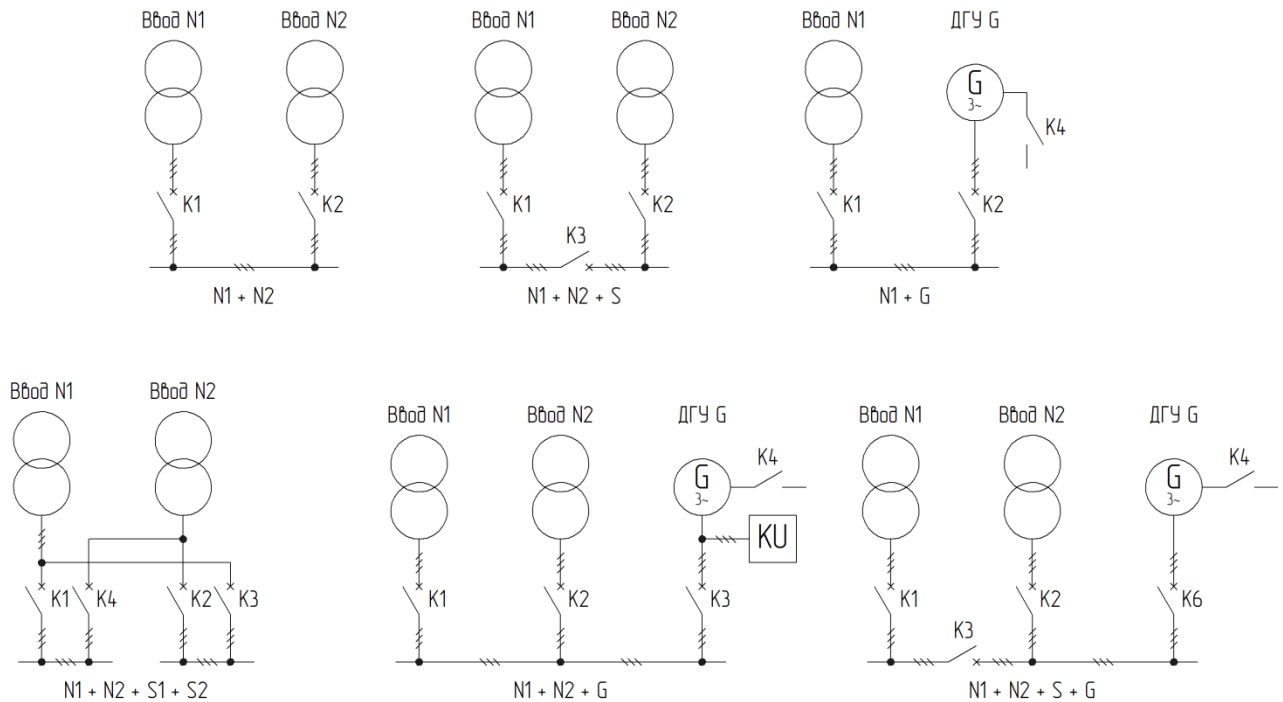 Ввод N1 Ввод N2
K1 K2
N1 + N2
Ввод N1 Ввод N2
K1 K2
K3
N1 + N2 + S
Ввод N1 ДГУ G
G
3~
K4
K1 K2
N1 + G
Ввод N1 Ввод N2
K1 K4 K2 K3
N1 + N2 + S1 + S2
Ввод N1 Ввод N2 ДГУ G
K4
G
3~
KU
K1 K2 K3
N1 + N2 + G
Ввод N1 Ввод N2 ДГУ G
K4
G
3~
K1 K2 K6
K3
N1 + N2 + S + G